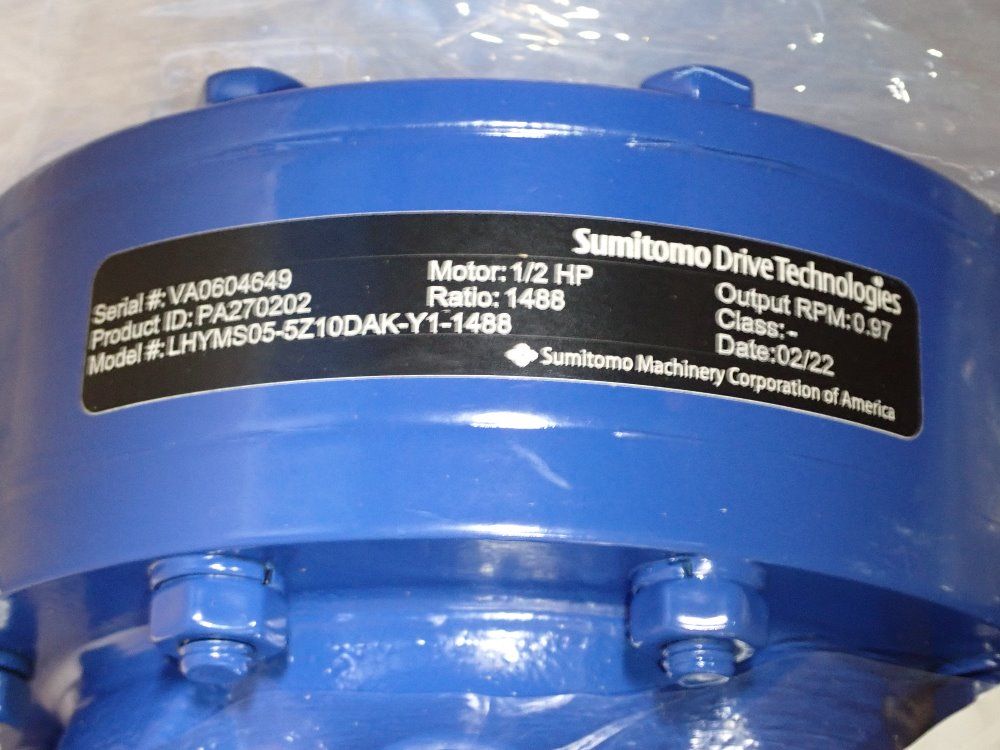 Sumitomo Drive Technologies
Serial #: VA0604649
Product ID: PA270202
Model #: LHYMS05-5Z10DAK-Y1-1488
Motor: 1/2 HP
Ratio: 1488
Output RPM: 0.97
Class: -
Date: 02/22
Sumitomo Machinery Corporation of America